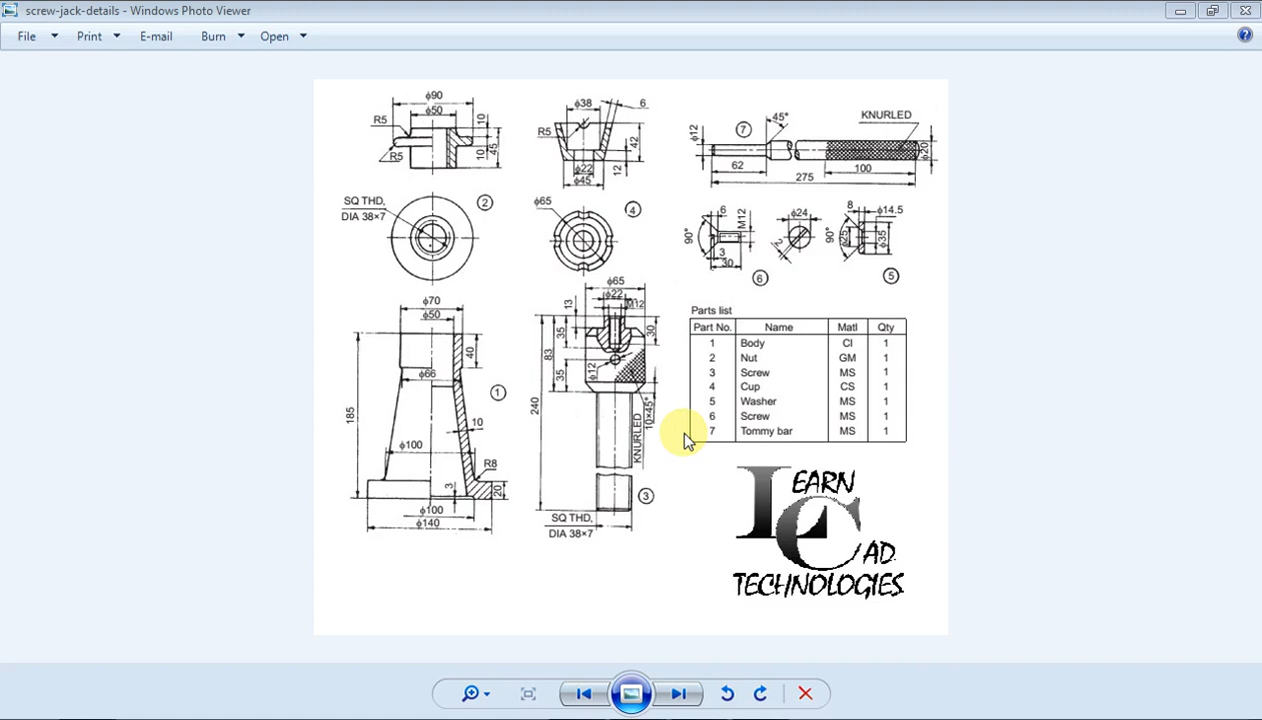 screw-jack-details - Windows Photo Viewer
File Print E-mail Burn Open
ϕ90
ϕ50
R5
R5
10
10
45
SQ THD,
DIA 38×7
2
ϕ38
6
R5
42
12
ϕ22
ϕ45
ϕ65
4
KNURLED
7
45°
ϕ12
ϕ20
62
100
275
6
M12
90°
3
30
ϕ24
2
6
8
ϕ14.5
90°
ϕ25
ϕ35
5
ϕ70
ϕ50
40
ϕ66
1
185
10
ϕ100
R8
3
20
ϕ100
ϕ140
ϕ65
ϕ22
M12
13
35
30
83
ϕ12
35
240
10×45°
KNURLED
3
SQ THD,
DIA 38×7
Parts list
Part No. Name Matl Qty
1 Body CI 1
2 Nut GM 1
3 Screw MS 1
4 Cup CS 1
5 Washer MS 1
6 Screw MS 1
7 Tommy bar MS 1
LEARN
CAD
TECHNOLOGIES